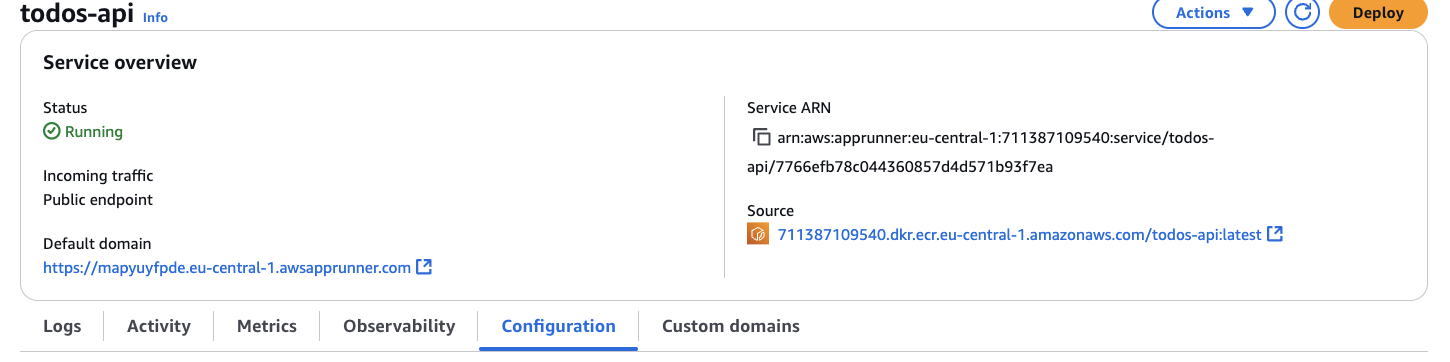 todos-api Info
Actions
Deploy
Service overview
Status
Running
Incoming traffic
Public endpoint
Default domain
https://mapyuyfpde.eu-central-1.awsapprunner.com
Service ARN
arn:aws:apprunner:eu-central-1:711387109540:service/todos-
api/7766efb78c044360857d4d571b93f7ea
Source
711387109540.dkr.ecr.eu-central-1.amazonaws.com/todos-api:latest
Logs
Activity
Metrics
Observability
Configuration
Custom domains